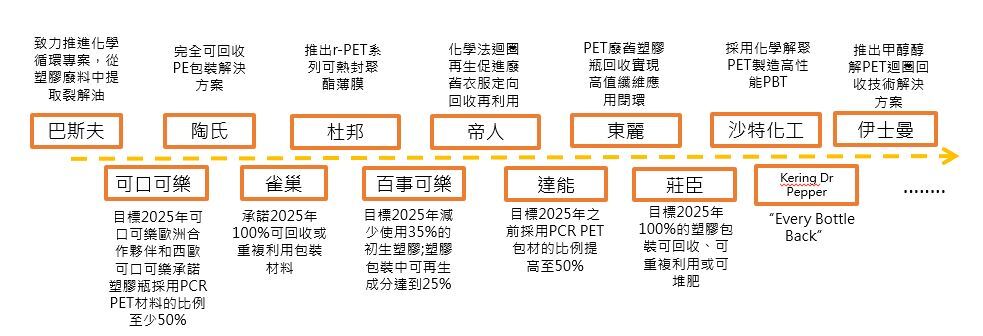 致力推進化學
循環專案，從
塑膠廢料中提
取裂解油
巴斯夫
完全可回收
PE包裝解決
方案
陶氏
推出r-PET系
列可熱封聚
酯薄膜
杜邦
化學法迴圈
再生促進廢
舊衣服定向
回收再利用
帝人
PET廢舊塑膠
瓶回收實現
高值纖維應
用閉環
東麗
採用化學解聚
PET製造高性
能PBT
沙特化工
推出甲醇醇
解PET迴圈回
收技術解決
方案
伊士曼
可口可樂
目標2025年可
口可樂歐洲合
作夥伴和西歐
可口可樂承諾
塑膠瓶採用PCR
PET材料的比例
至少50%
雀巢
承諾2025年
100%可回收或
重複利用包裝
材料
百事可樂
目標2025年減
少使用35%的
初生塑膠;塑膠
包裝中可再生
成分達到25%
達能
目標2025年之
前採用PCR PET
包材的比例提
高至50%
莊臣
目標2025年
100%的塑膠包
裝可回收、可
重複利用或可
堆肥
Kering Dr
Pepper
“Every Bottle
Back”
........